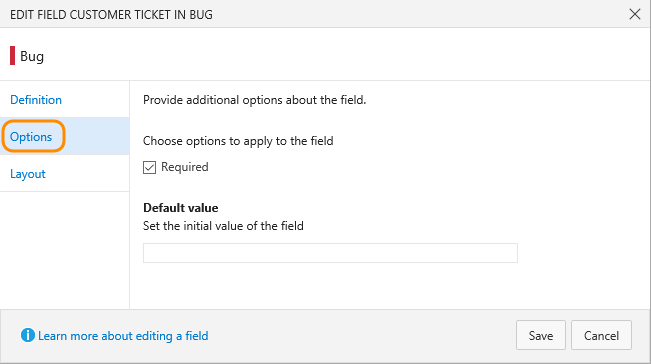 EDIT FIELD CUSTOMER TICKET IN BUG
Bug
Definition
Options
Layout
Provide additional options about the field.
Choose options to apply to the field
Required
Default value
Set the initial value of the field
Learn more about editing a field
Save
Cancel